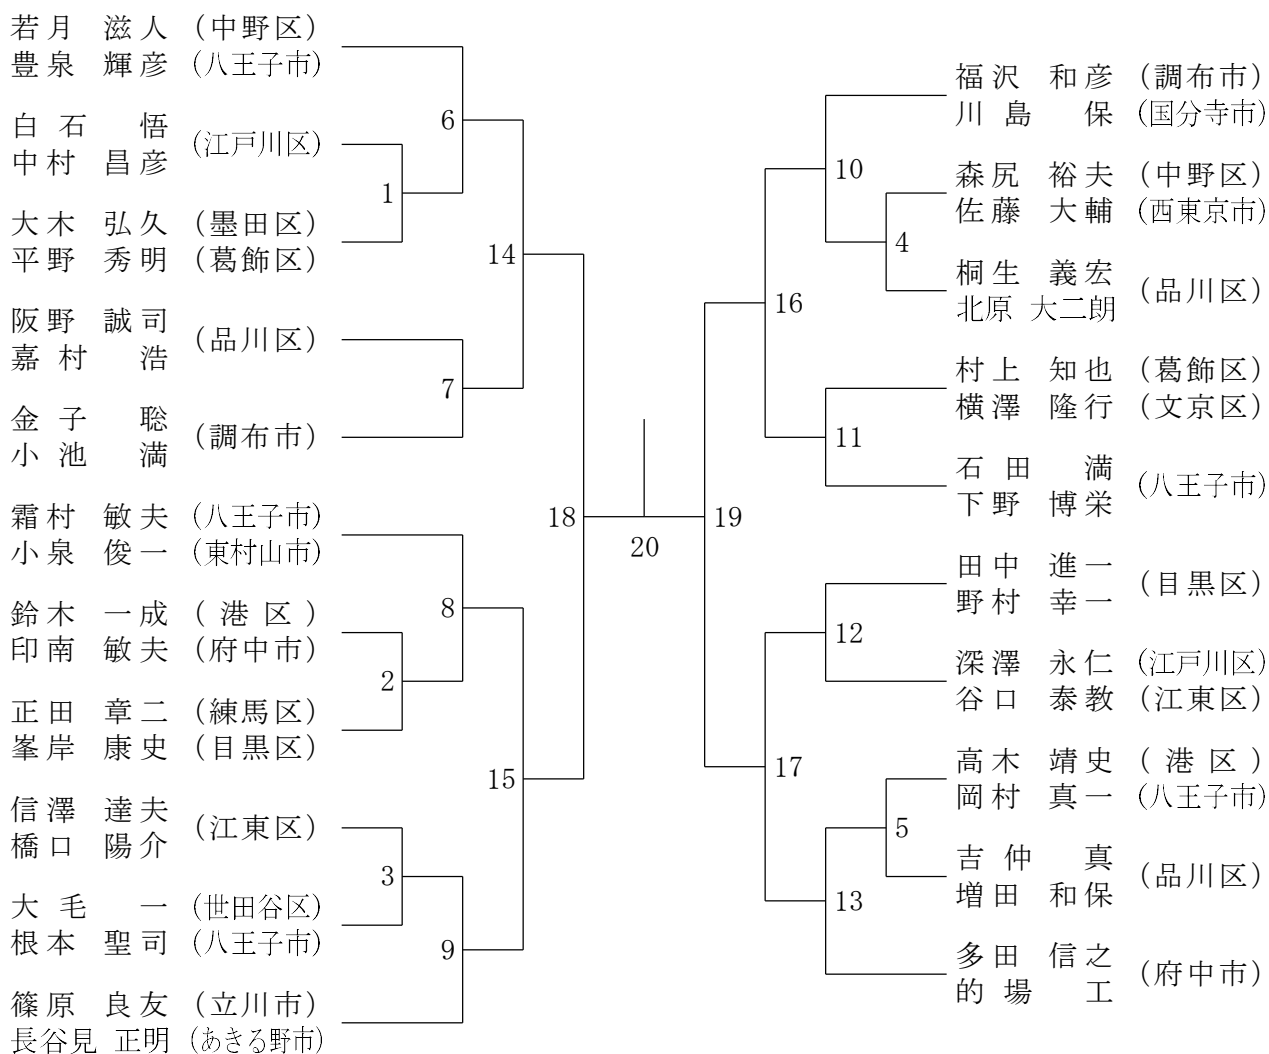 若月 滋人 (中野区)
豊泉 輝彦 (八王子市)
白石 悟
(江戸川区)
中村 昌彦
大木 弘久 (墨田区)
平野 秀明 (葛飾区)
阪野 誠司
(品川区)
嘉村 浩
金子 聡
(調布市)
小池 満
霜村 敏夫 (八王子市)
小泉 俊一 (東村山市)
鈴木 一成 (港区)
印南 敏夫 (府中市)
正田 章二 (練馬区)
峯岸 康史 (目黒区)
信澤 達夫
(江東区)
橋口 陽介
大毛 一 (世田谷区)
根本 聖司 (八王子市)
篠原 良友 (立川市)
長谷見 正明 (あきる野市)
6
1
14
7
18
8
2
15
3
9
20
19
10
4
16
11
12
17
5
13
福沢 和彦 (調布市)
川島 保 (国分寺市)
森尻 裕夫 (中野区)
佐藤 大輔 (西東京市)
桐生 義宏
(品川区)
北原 大二朗
村上 知也 (葛飾区)
横澤 隆行 (文京区)
石田 満
(八王子市)
下野 博栄
田中 進一
(目黒区)
野村 幸一
深澤 永仁 (江戸川区)
谷口 泰教 (江東区)
高木 靖史 (港区)
岡村 真一 (八王子市)
吉仲 真
(品川区)
増田 和保
多田 信之
(府中市)
的場 工